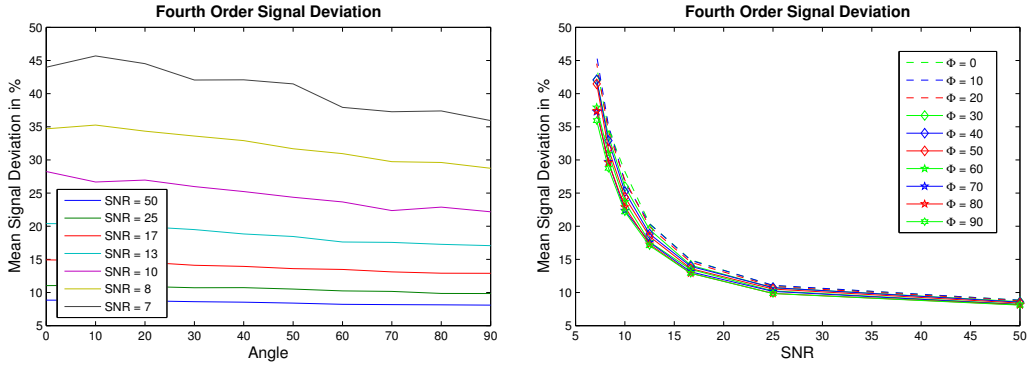 Fourth Order Signal Deviation
Mean Signal Deviation in %
50
45
40
35
30
25
20
15
10
5
SNR = 50
SNR = 25
SNR = 17
SNR = 13
SNR = 10
SNR = 8
SNR = 7
0 10 20 30 40 50 60 70 80 90
Angle
Fourth Order Signal Deviation
Mean Signal Deviation in %
50
45
40
35
30
25
20
15
10
5
Φ = 0
Φ = 10
Φ = 20
Φ = 30
Φ = 40
Φ = 50
Φ = 60
Φ = 70
Φ = 80
Φ = 90
5 10 15 20 25 30 35 40 45 50
SNR